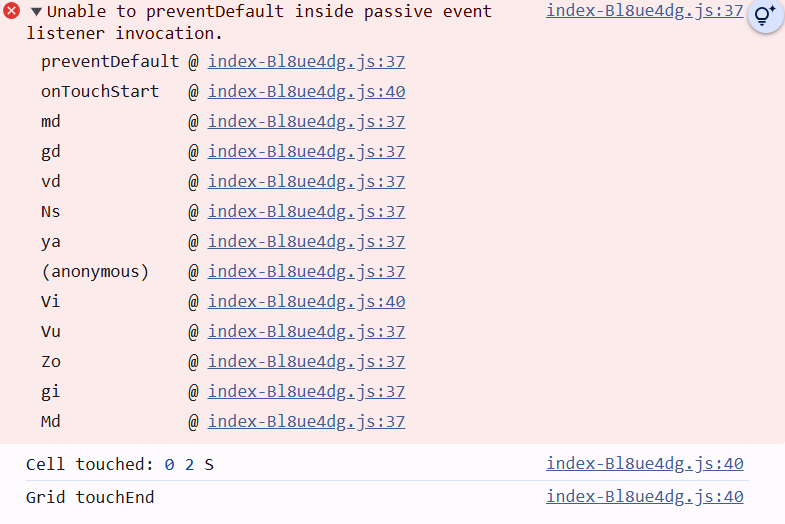 ▼Unable to preventDefault inside passive event index-Bl8ue4dg.js:37
listener invocation.
preventDefault @ index-Bl8ue4dg.js:37
onTouchStart @ index-Bl8ue4dg.js:40
md @ index-Bl8ue4dg.js:37
gd @ index-Bl8ue4dg.js:37
vd @ index-Bl8ue4dg.js:37
Ns @ index-Bl8ue4dg.js:37
ya @ index-Bl8ue4dg.js:37
(anonymous) @ index-Bl8ue4dg.js:37
Vi @ index-Bl8ue4dg.js:40
Vu @ index-Bl8ue4dg.js:37
Zo @ index-Bl8ue4dg.js:37
gi @ index-Bl8ue4dg.js:37
Md @ index-Bl8ue4dg.js:37
Cell touched: 0 2 S index-Bl8ue4dg.js:40
Grid touchEnd index-Bl8ue4dg.js:40